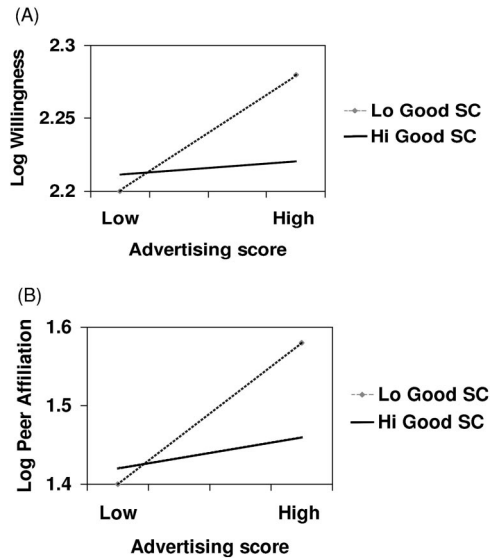 (A)
2.3
2.25
2.2
Log Willingness
Low High
Advertising score
Lo Good SC
Hi Good SC
(B)
1.6
1.5
1.4
Log Peer Affiliation
Low High
Advertising score
Lo Good SC
Hi Good SC